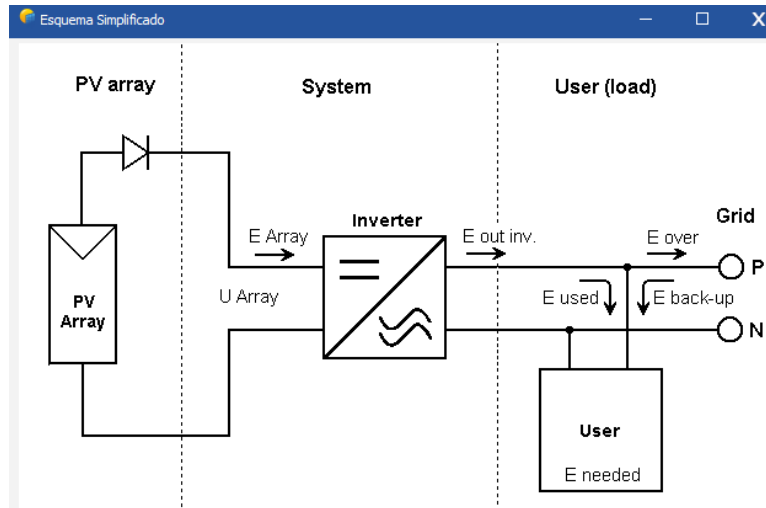 Esquema Simplificado
PV array
System
User (load)
Inverter
Grid
E Array
E out inv.
E over
P
U Array
E used
E back-up
PV
Array
N
User
E needed